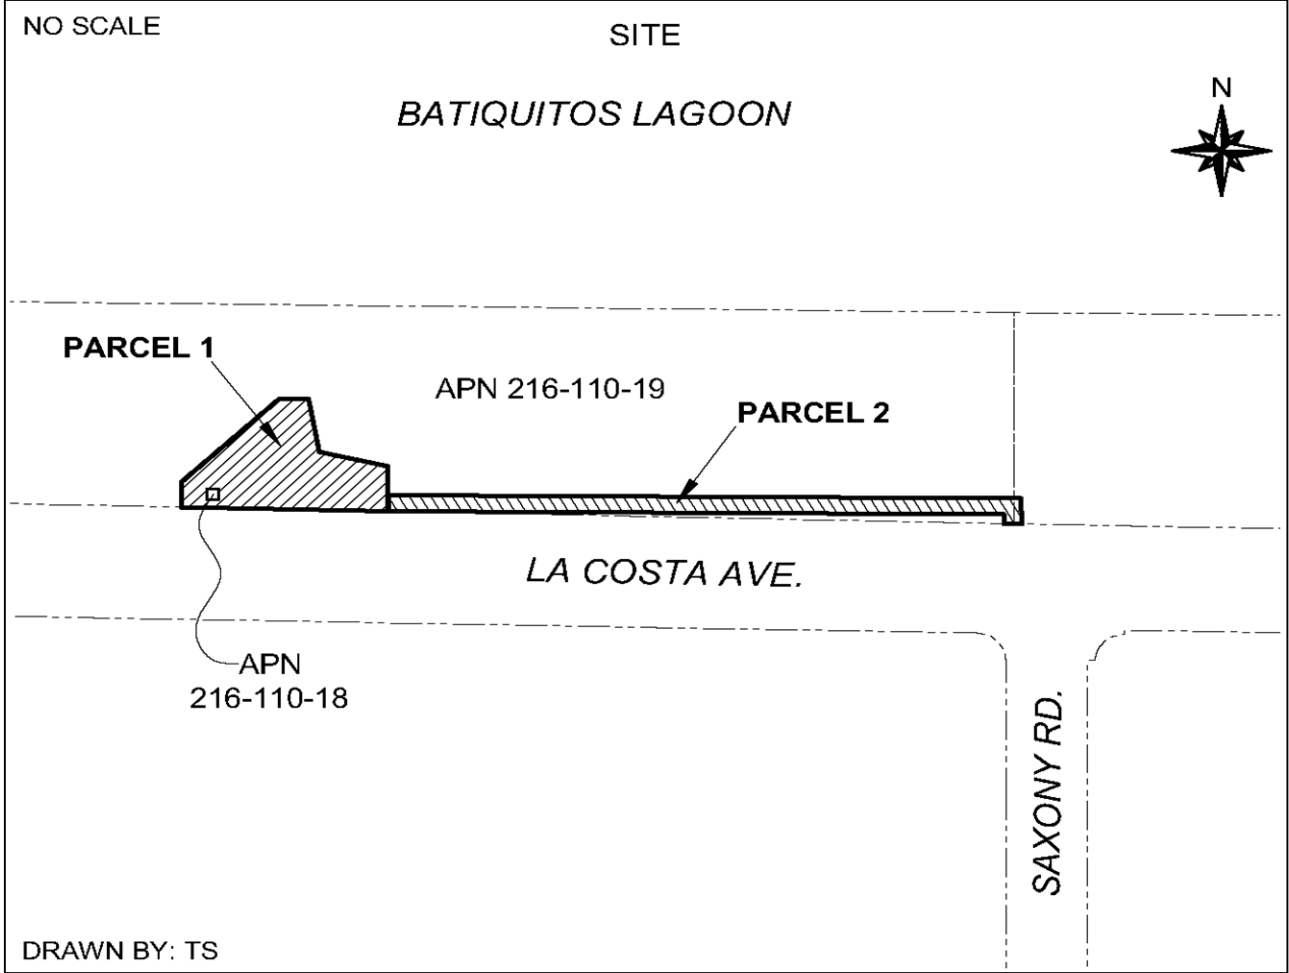 NO SCALE
SITE
BATIQUITOS LAGOON
N
PARCEL 1
APN 216-110-19
PARCEL 2
LA COSTA AVE.
APN
216-110-18
SAXONY RD.
DRAWN BY: TS